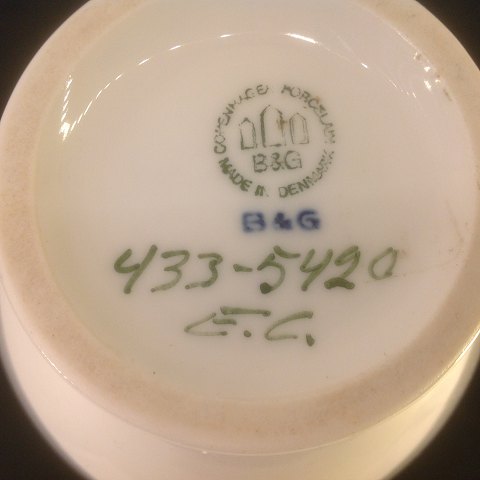 COPENHAGEN PORCELAIN
B&G
MADE IN DENMARK
B&G
433-5420
E.C.